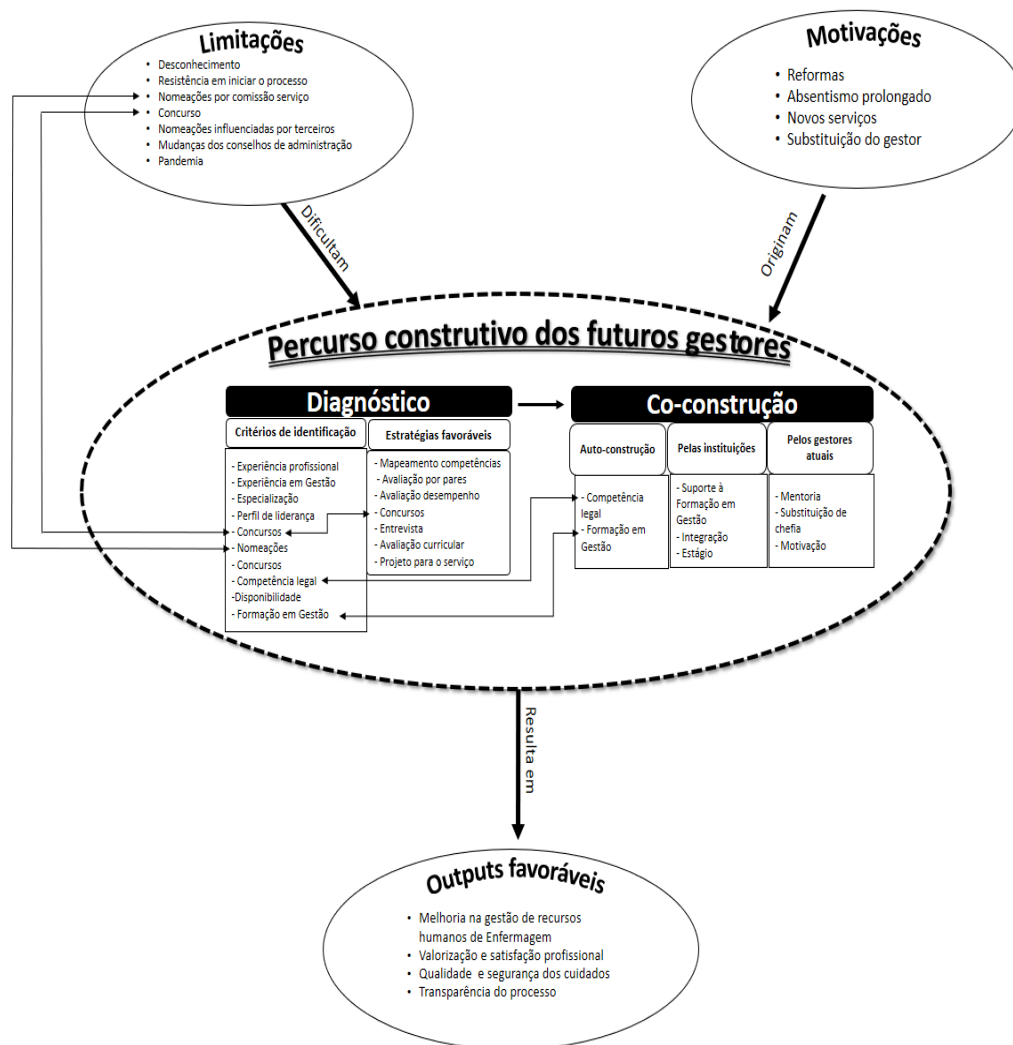 Limitações
• Desconhecimento
• Resistência em iniciar o processo
• Nomeações por comissão serviço
• Concurso
• Nomeações influenciadas por terceiros
• Mudanças dos conselhos de administração
• Pandemia
Motivações
• Reformas
• Absentismo prolongado
• Novos serviços
• Substituição do gestor
Dificultam
Originam
Percurso construtivo dos futuros gestores
Diagnóstico
Critérios de identificação
- Experiência profissional
- Experiência em Gestão
- Especialização
- Perfil de liderança
- Concursos
- Nomeações
- Concursos
- Competência legal
-Disponibilidade
- Formação em Gestão
Estratégias favoráveis
- Mapeamento competências
- Avaliação por pares
- Avaliação desempenho
- Concursos
- Entrevista
- Avaliação curricular
- Projeto para o serviço
Co-construção
Auto-construção
- Competência
legal
- Formação em
Gestão
Pelas instituições
- Suporte à
Formação em
Gestão
- Integração
- Estágio
Pelos gestores
atuais
- Mentoria
- Substituição de
chefia
- Motivação
Resulta em
Outputs favoráveis
• Melhoria na gestão de recursos
humanos de Enfermagem
• Valorização e satisfação profissional
• Qualidade e segurança dos cuidados
• Transparência do processo